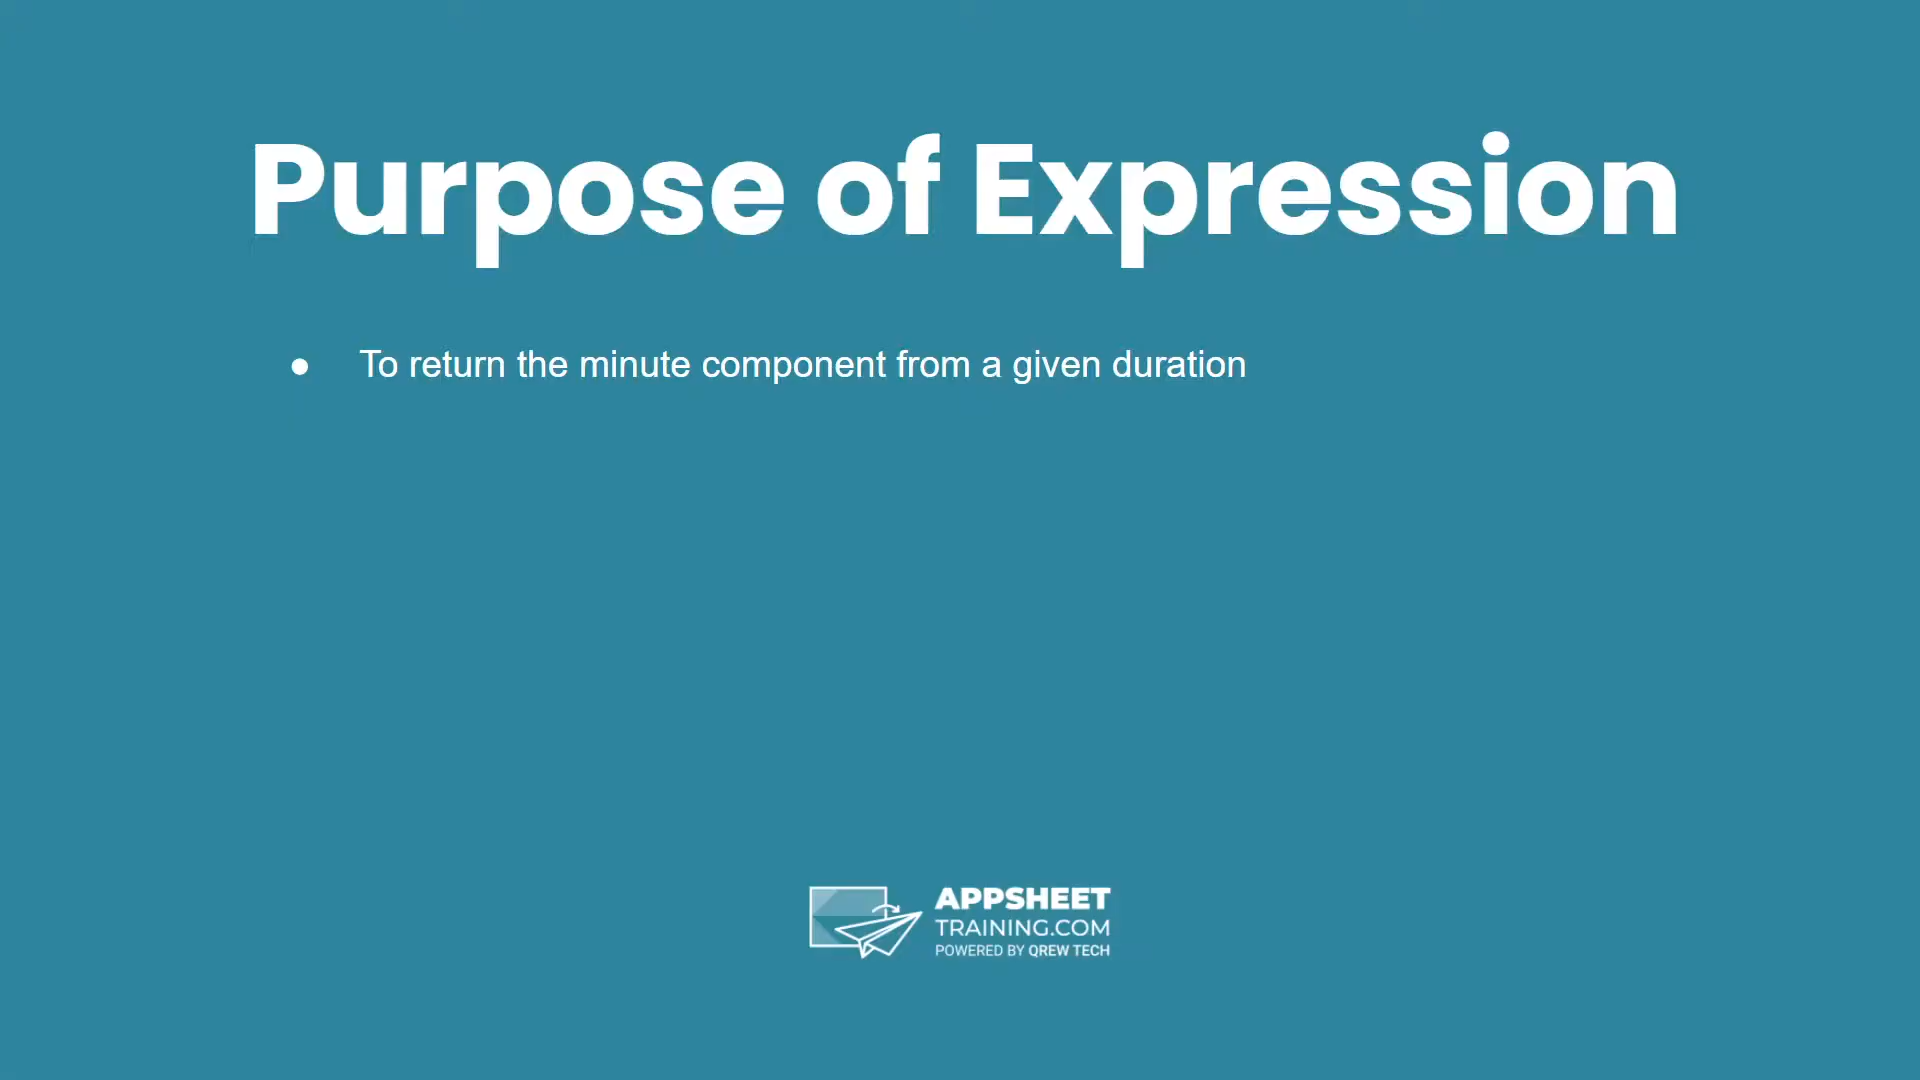 Purpose of Expression
● To return the minute component from a given duration
APPSHEET
TRAINING.COM
POWERED BY QREW TECH